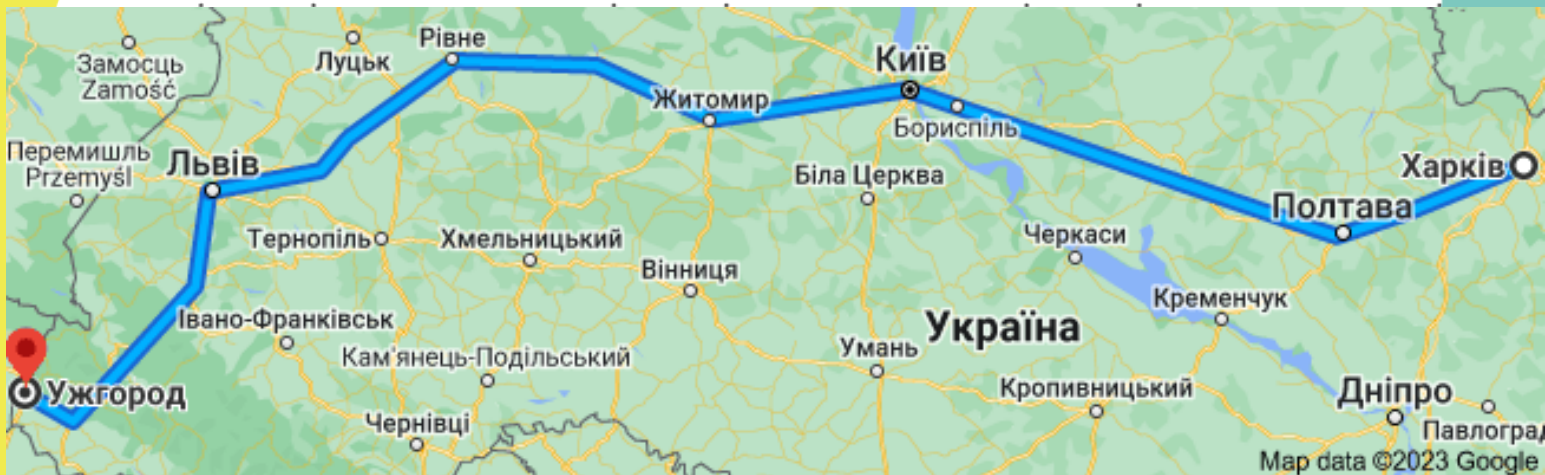 Рівне
Київ
Замосць
Zamość
Луцьк
Житомир
Бориспіль
Перемишль
Przemyśl
Львів
Харків
Біла Церква
Полтава
Тернопіль
Хмельницький
Черкаси
Вінниця
Кременчук
Івано-Франківськ
Україна
Умань
Кам'янець-Подільський
Ужгород
Кропивницький
Дніпро
Чернівці
Павлоград
Map data ©2023 Google